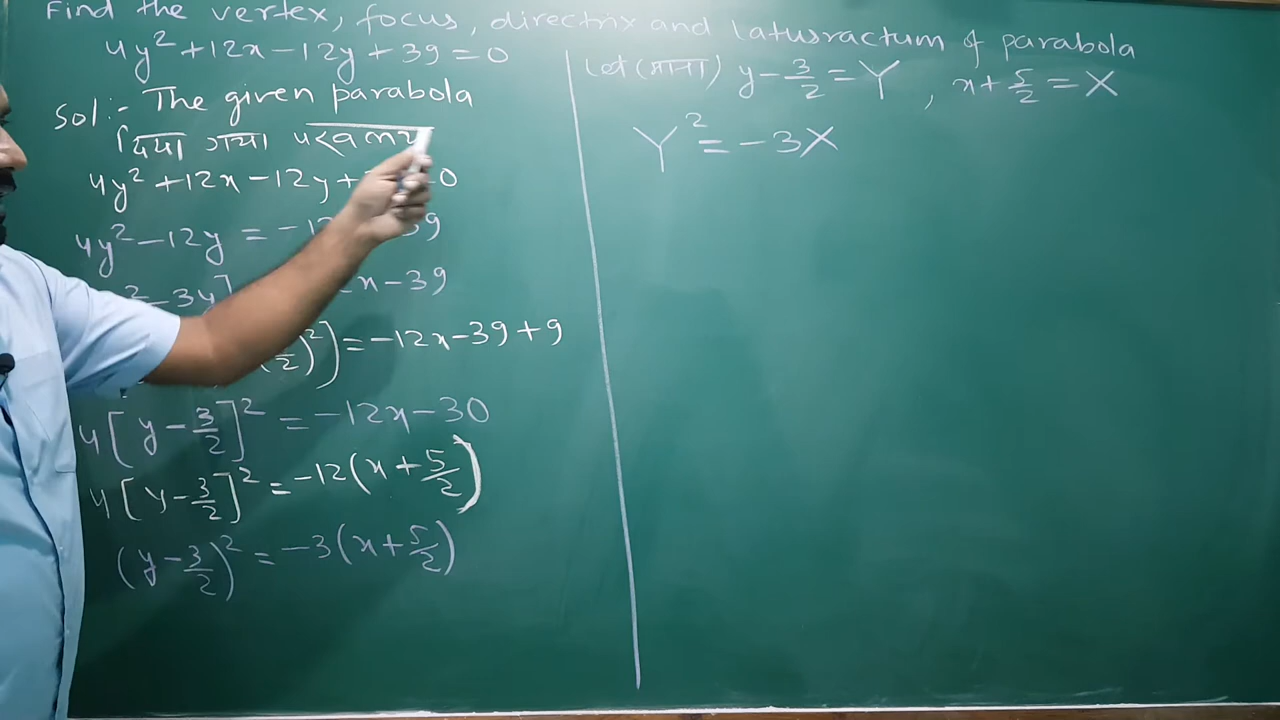 Find the vertex, focus, directrix and latusractum of parabola
4y² + 12x - 12y + 39 = 0
Sol:- The given parabola
दिया गया परवलय
4y² + 12x - 12y + 0
4y² - 12y = -12 39
² - 3y] x - 39
/2)²) = -12x - 39 + 9
4[y - 3/2]² = -12x - 30
4[y - 3/2]² = -12(x + 5/2)
(y - 3/2)² = -3(x + 5/2)
Let (माना) y - 3/2 = Y , x + 5/2 = X
Y² = -3X